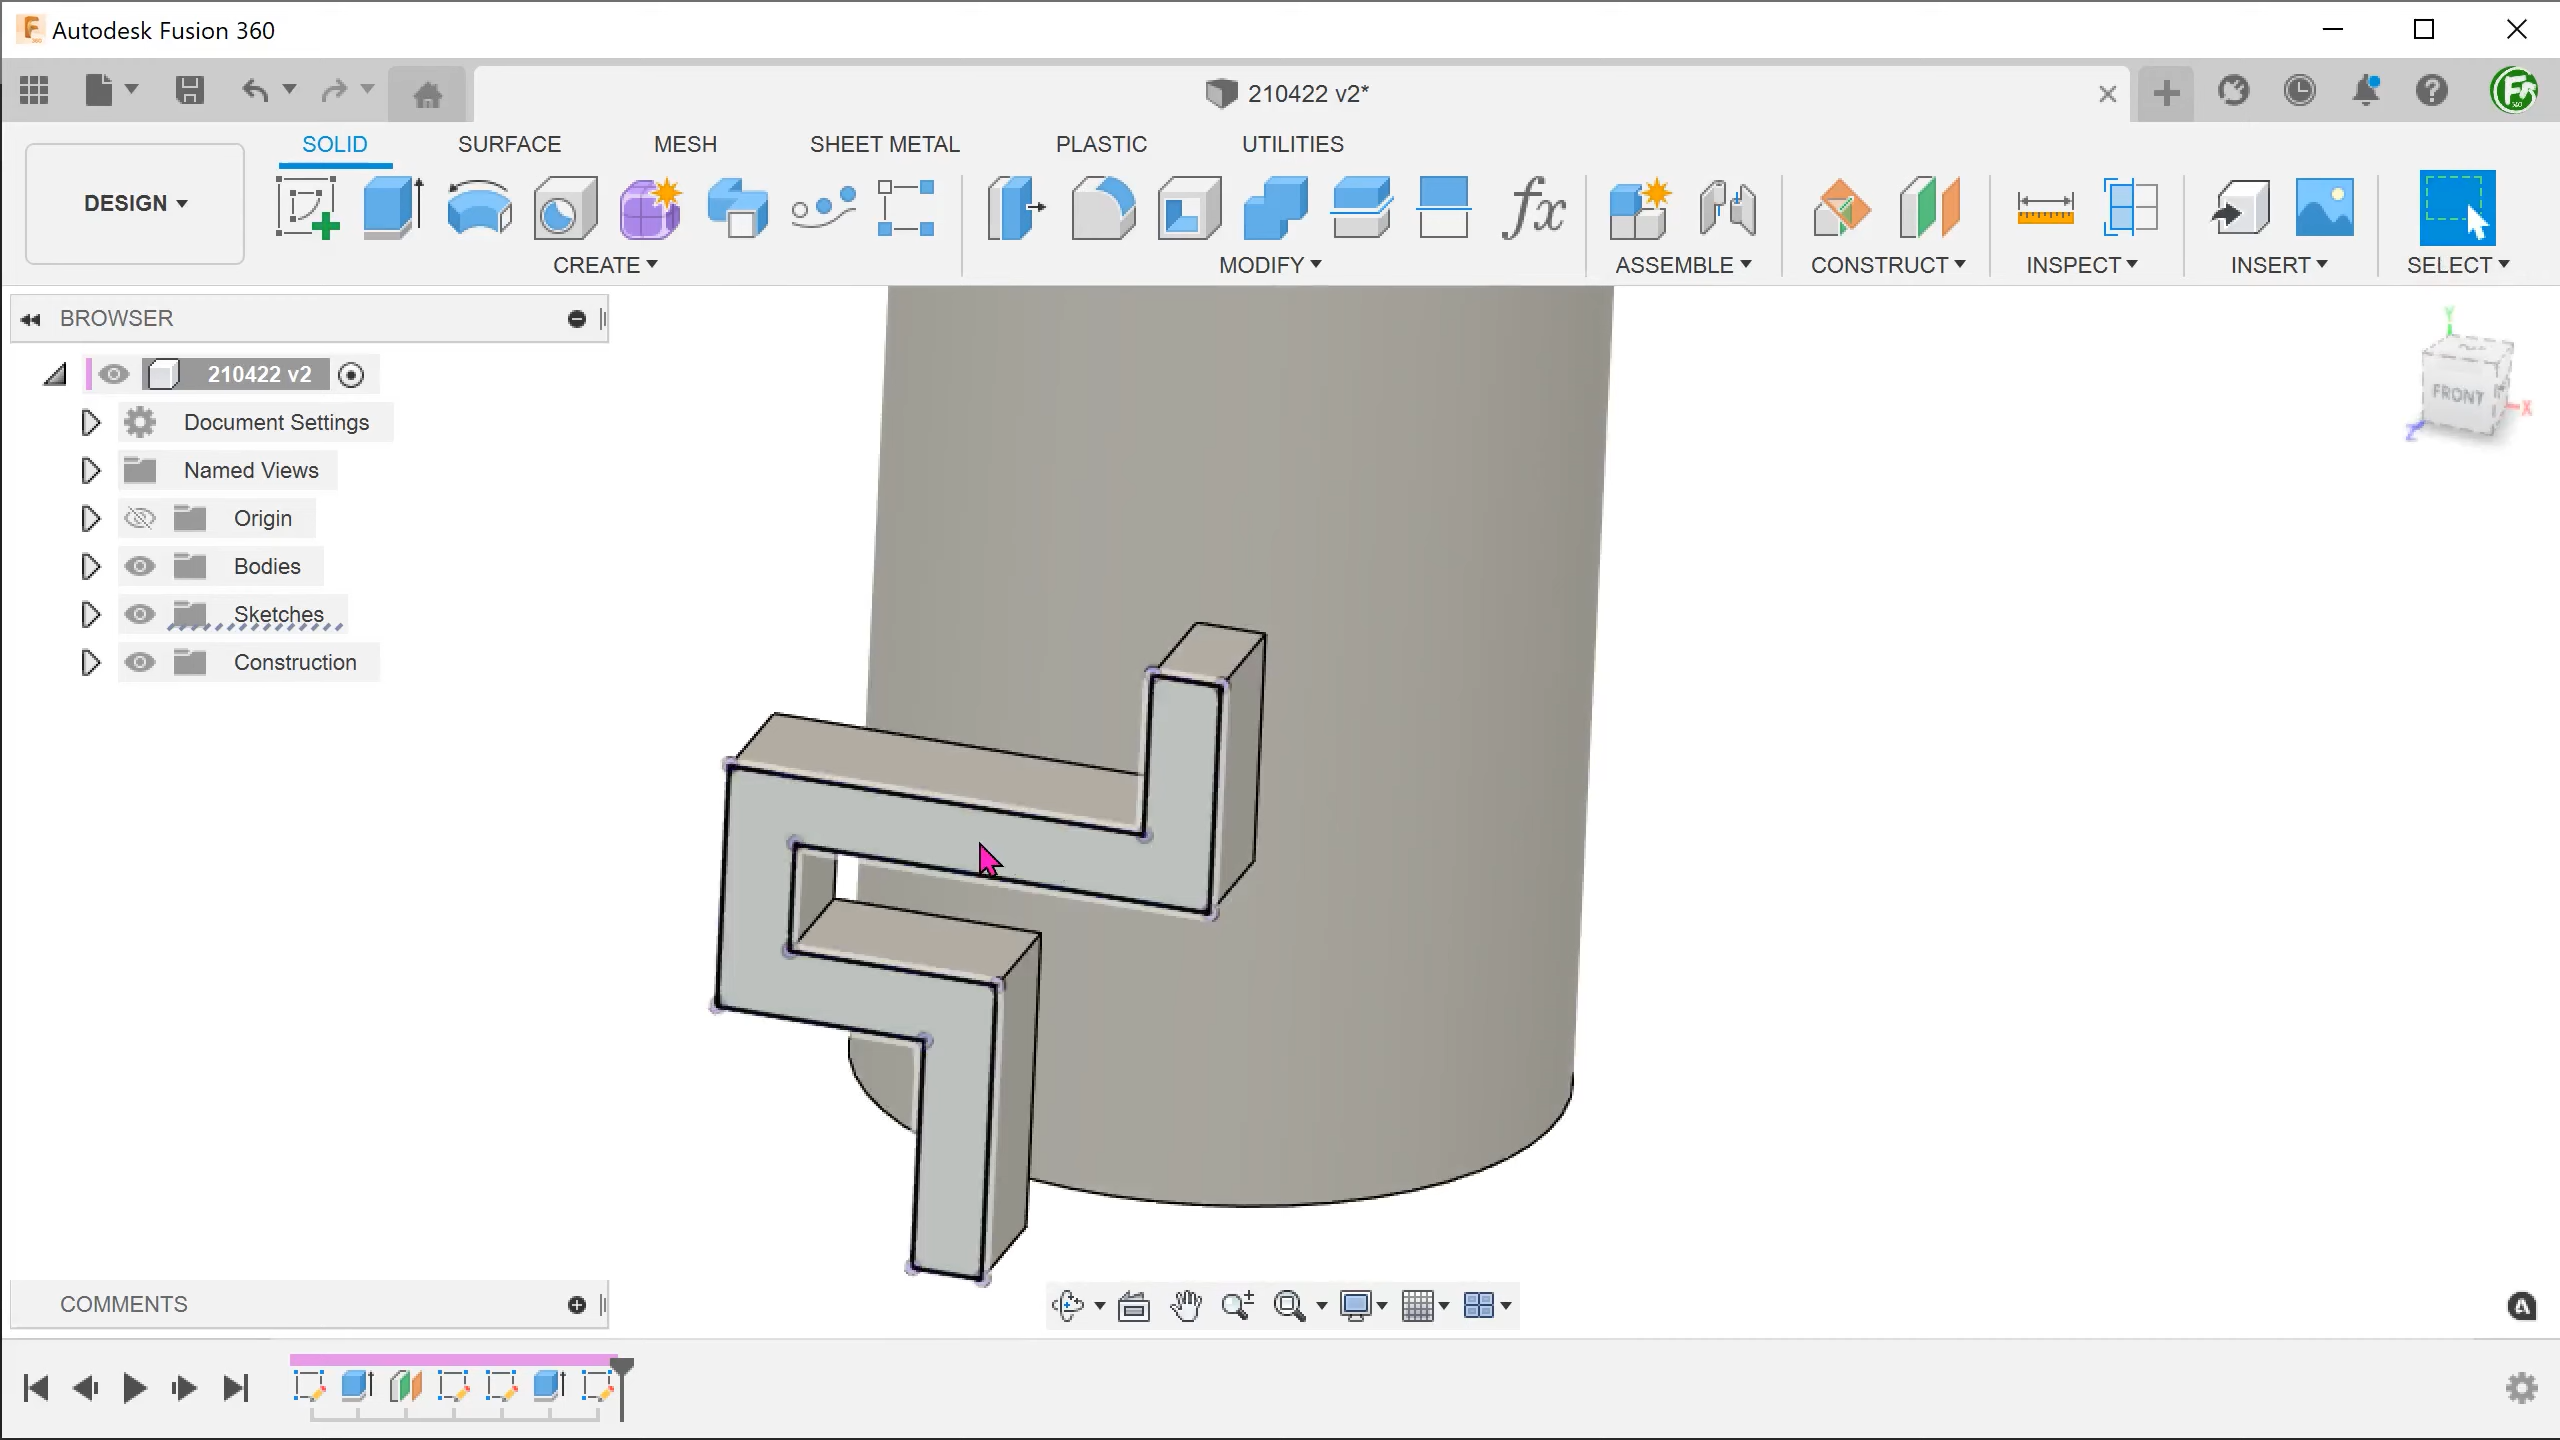 Autodesk Fusion 360
210422 v2*
SOLID SURFACE MESH SHEET METAL PLASTIC UTILITIES
DESIGN
CREATE MODIFY ASSEMBLE CONSTRUCT INSPECT INSERT SELECT
BROWSER
210422 v2
Document Settings
Named Views
Origin
Bodies
Sketches
Construction
Y
FRONT
X
Z
COMMENTS